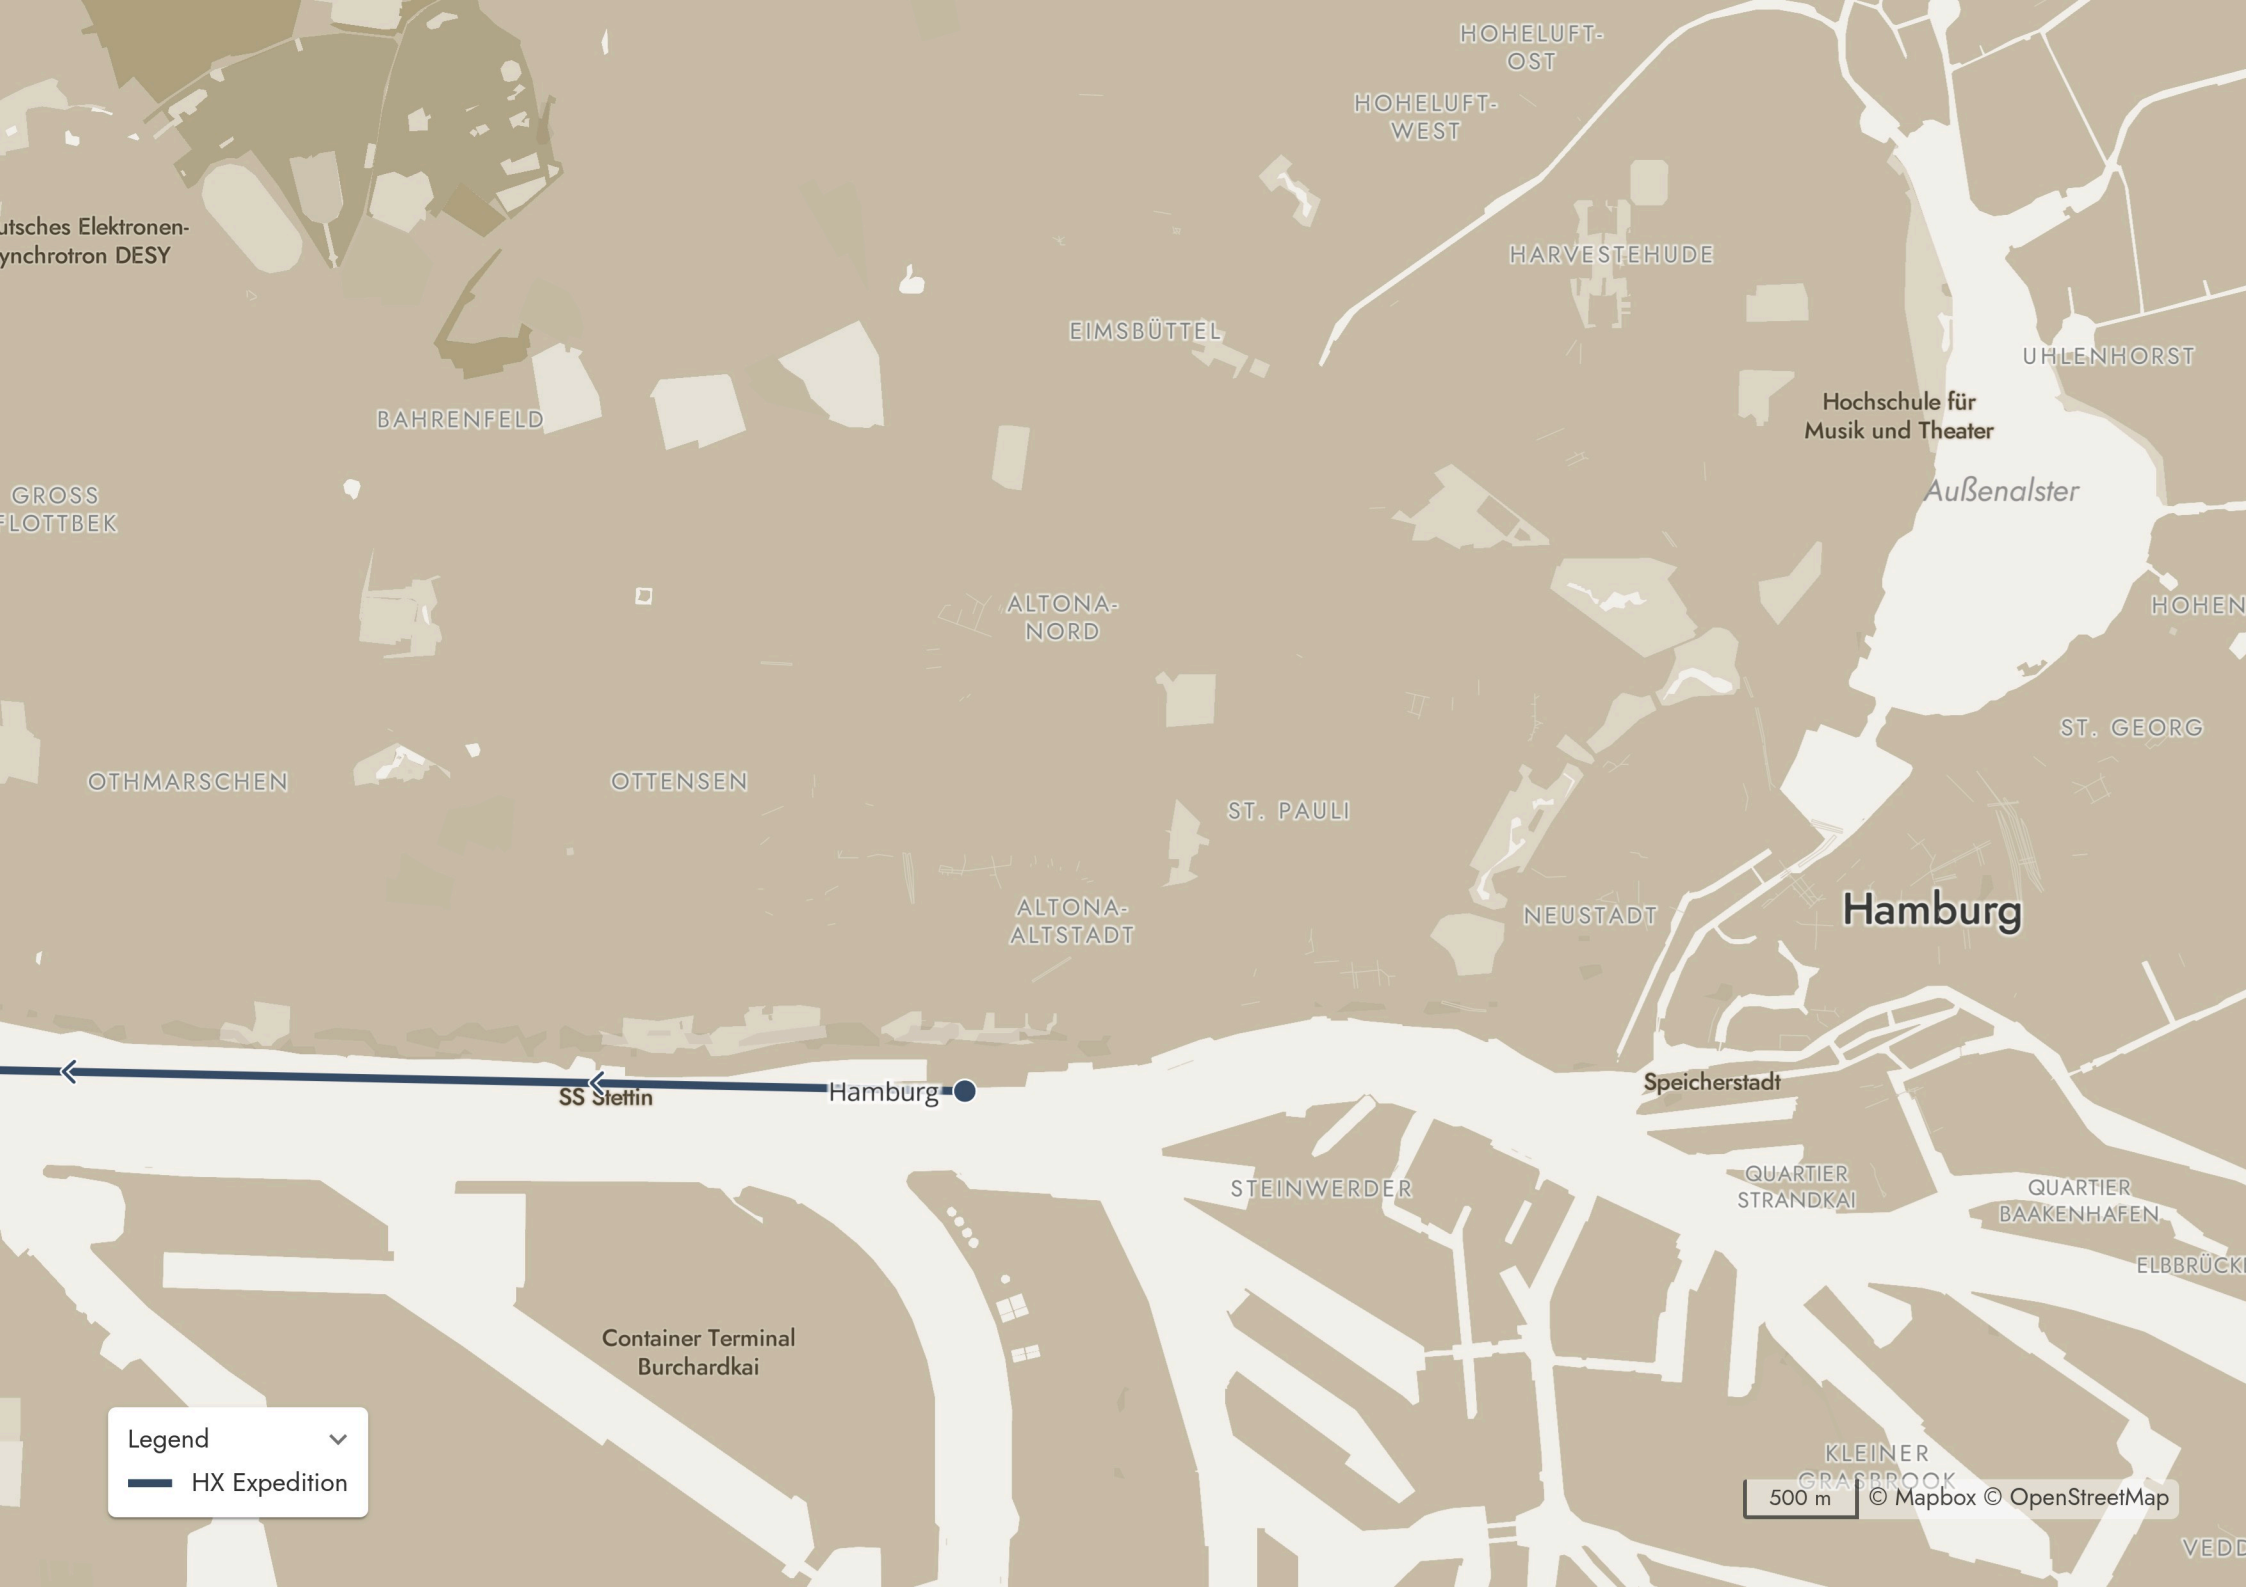 HOHELUFT-
OST
HOHELUFT-
WEST
utsches Elektronen-
ynchrotron DESY
HARVESTEHUDE
EIMSBÜTTEL
UHLENHORST
BAHRENFELD
Hochschule für
Musik und Theater
Außenalster
GROSS
FLOTTBEK
ALTONA-
NORD
HOHEN
ST. GEORG
OTHMARSCHEN
OTTENSEN
ST. PAULI
ALTONA-
ALTSTADT
NEUSTADT
Hamburg
SS Stettin
Hamburg
Speicherstadt
STEINWERDER
QUARTIER
STRANDKAI
QUARTIER
BAAKENHAFEN
ELBBRÜCK
Container Terminal
Burchardkai
Legend
HX Expedition
KLEINER
GRASBROOK
500 m
© Mapbox © OpenStreetMap
VEDD